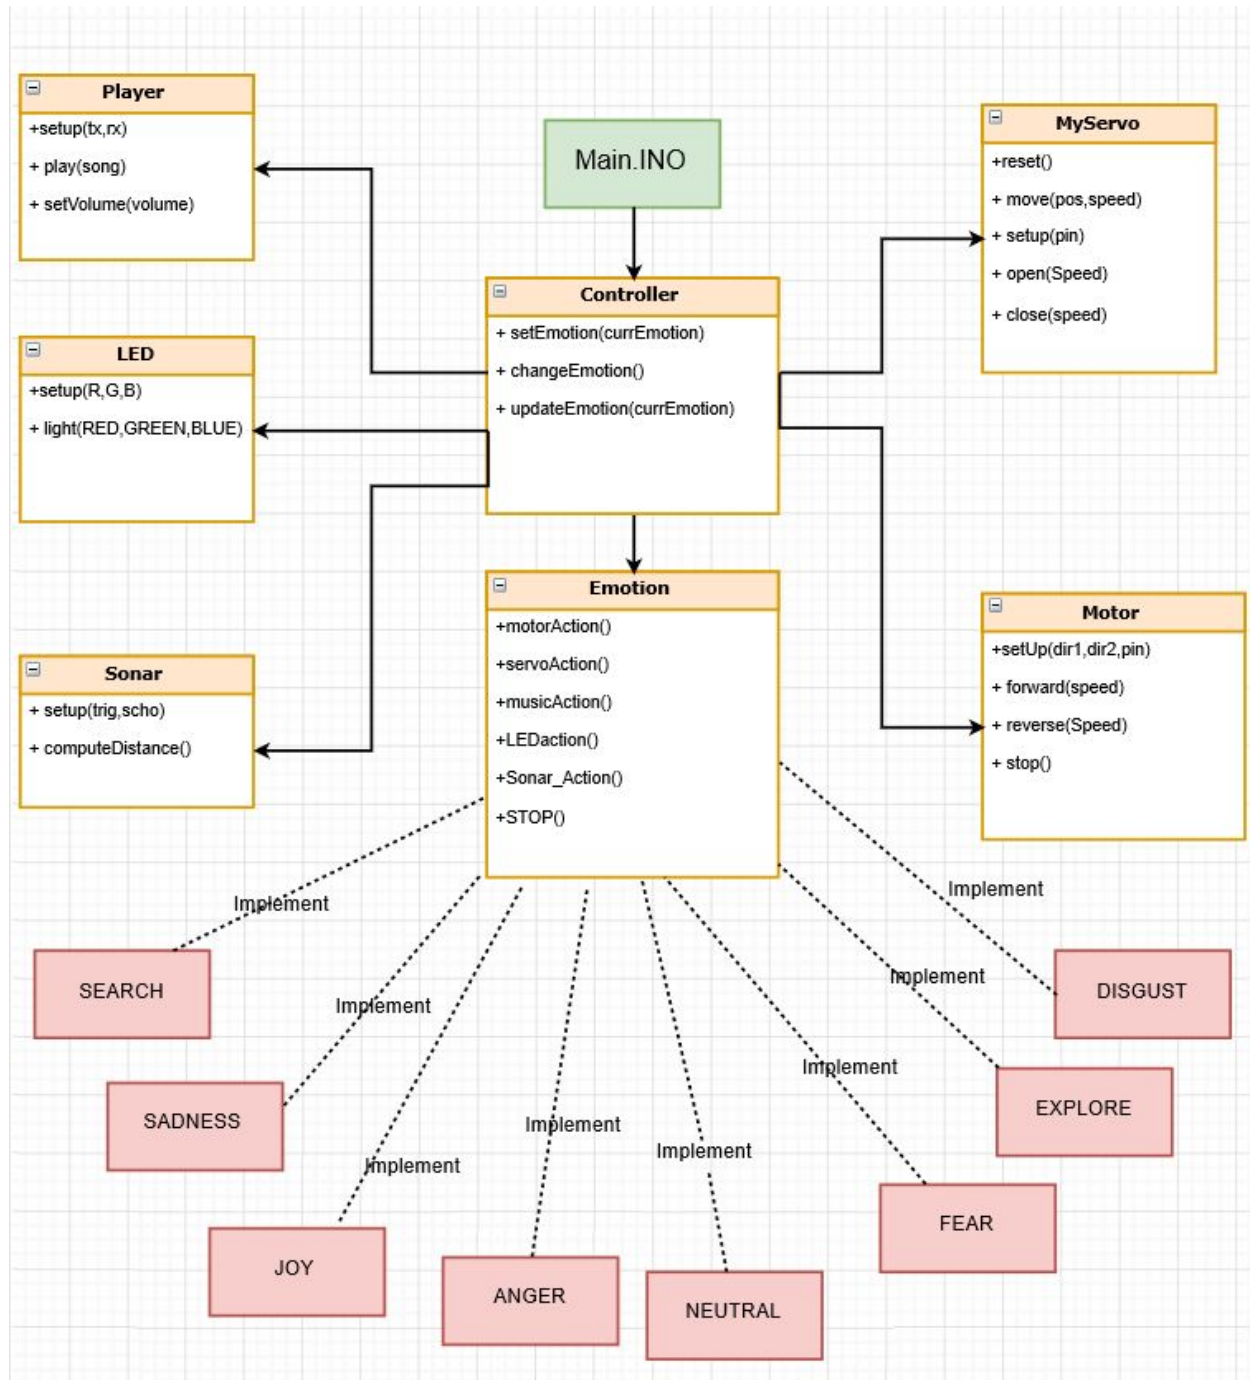 Player
+setup(tx,rx)
+ play(song)
+ setVolume(volume)
Main.INO
MyServo
+reset()
+ move(pos,speed)
+ setup(pin)
+ open(Speed)
+ close(speed)
Controller
+ setEmotion(currEmotion)
+ changeEmotion()
+ updateEmotion(currEmotion)
LED
+setup(R,G,B)
+ light(RED,GREEN,BLUE)
Emotion
+motorAction()
+servoAction()
+musicAction()
+LEDaction()
+Sonar_Action()
+STOP()
Motor
+setUp(dir1,dir2,pin)
+ forward(speed)
+ reverse(Speed)
+ stop()
Sonar
+ setup(trig,scho)
+ computeDistance()
Implement
Implement
Implement
Implement
Implement
Implement
Implement
Implement
SEARCH
DISGUST
SADNESS
EXPLORE
JOY
FEAR
ANGER
NEUTRAL